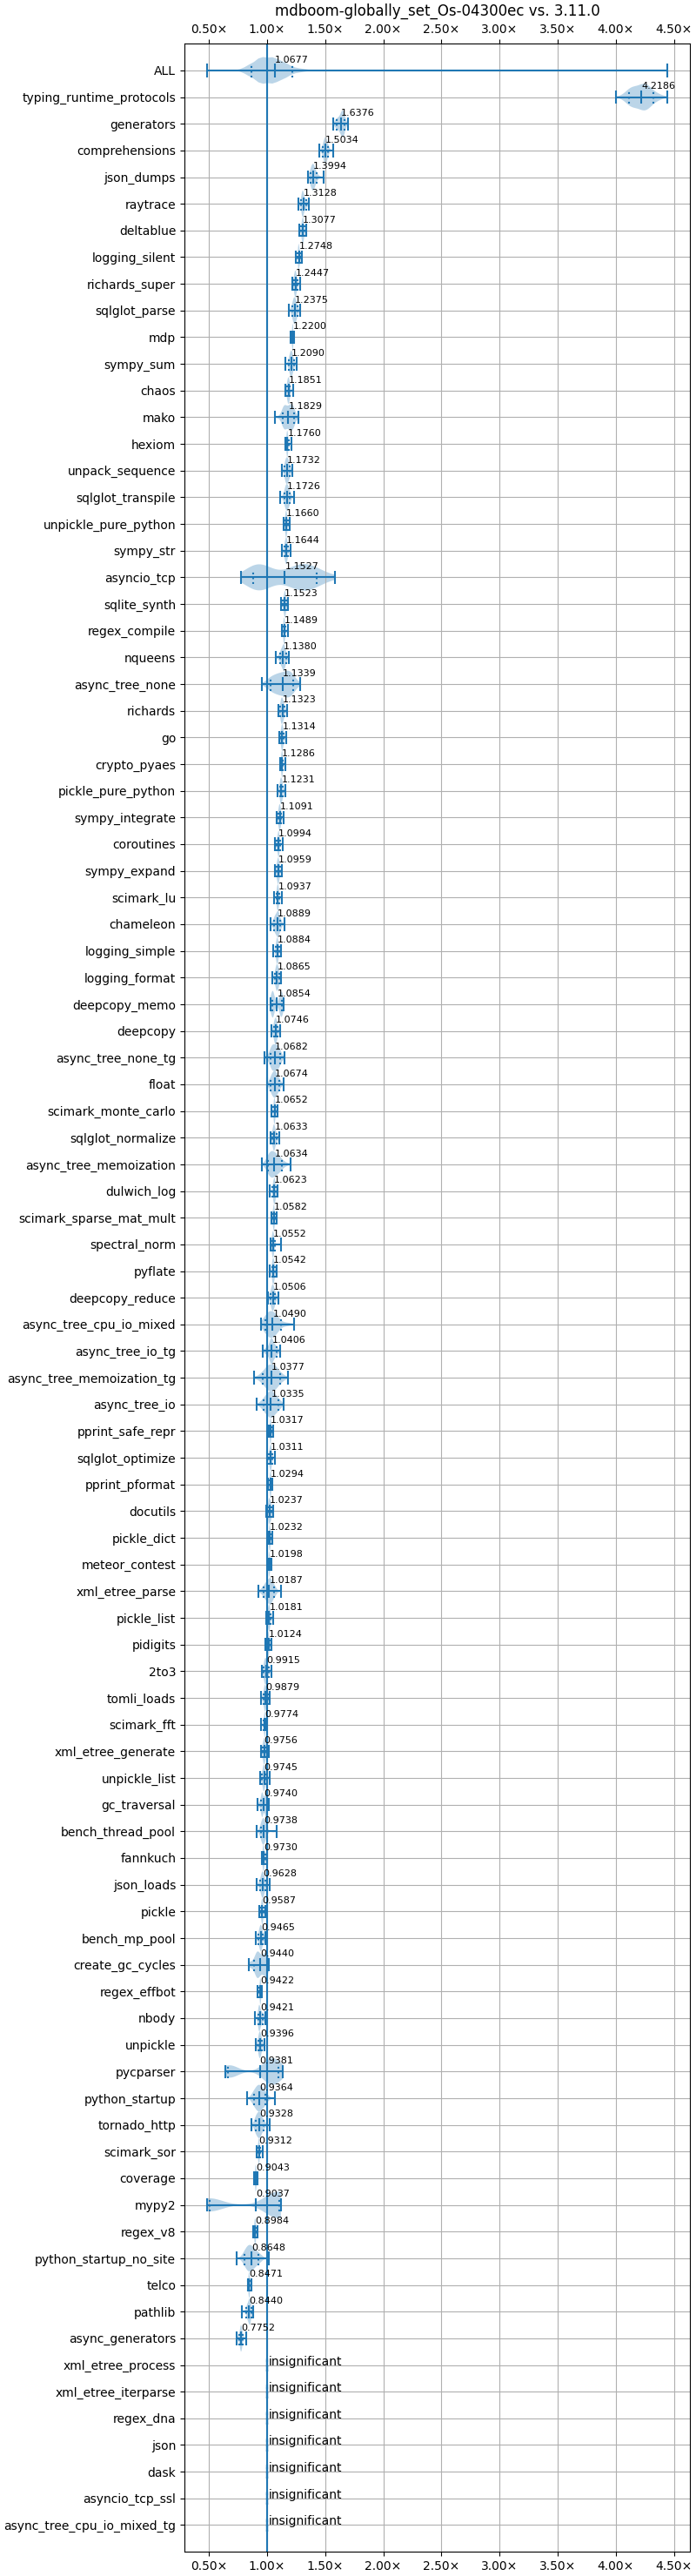 mdboom-globally_set_Os-04300ec vs. 3.11.0
0.50× 1.00× 1.50× 2.00× 2.50× 3.00× 3.50× 4.00× 4.50×
ALL 1.0677
typing_runtime_protocols 4.2186
generators 1.6376
comprehensions 1.5034
json_dumps 1.3994
raytrace 1.3128
deltablue 1.3077
logging_silent 1.2748
richards_super 1.2447
sqlglot_parse 1.2375
mdp 1.2200
sympy_sum 1.2090
chaos 1.1851
mako 1.1829
hexiom 1.1760
unpack_sequence 1.1732
sqlglot_transpile 1.1726
unpickle_pure_python 1.1660
sympy_str 1.1644
asyncio_tcp 1.1527
sqlite_synth 1.1523
regex_compile 1.1489
nqueens 1.1380
async_tree_none 1.1339
richards 1.1323
go 1.1314
crypto_pyaes 1.1286
pickle_pure_python 1.1231
sympy_integrate 1.1091
coroutines 1.0994
sympy_expand 1.0959
scimark_lu 1.0937
chameleon 1.0889
logging_simple 1.0884
logging_format 1.0865
deepcopy_memo 1.0854
deepcopy 1.0746
async_tree_none_tg 1.0682
float 1.0674
scimark_monte_carlo 1.0652
sqlglot_normalize 1.0633
async_tree_memoization 1.0634
dulwich_log 1.0623
scimark_sparse_mat_mult 1.0582
spectral_norm 1.0552
pyflate 1.0542
deepcopy_reduce 1.0506
async_tree_cpu_io_mixed 1.0490
async_tree_io_tg 1.0406
async_tree_memoization_tg 1.0377
async_tree_io 1.0335
pprint_safe_repr 1.0317
sqlglot_optimize 1.0311
pprint_pformat 1.0294
docutils 1.0237
pickle_dict 1.0232
meteor_contest 1.0198
xml_etree_parse 1.0187
pickle_list 1.0181
pidigits 1.0124
2to3 0.9915
tomli_loads 0.9879
scimark_fft 0.9774
xml_etree_generate 0.9756
unpickle_list 0.9745
gc_traversal 0.9740
bench_thread_pool 0.9738
fannkuch 0.9730
json_loads 0.9628
pickle 0.9587
bench_mp_pool 0.9465
create_gc_cycles 0.9440
regex_effbot 0.9422
nbody 0.9421
unpickle 0.9396
pycparser 0.9381
python_startup 0.9364
tornado_http 0.9328
scimark_sor 0.9312
coverage 0.9043
mypy2 0.9037
regex_v8 0.8984
python_startup_no_site 0.8648
telco 0.8471
pathlib 0.8440
async_generators 0.7752
xml_etree_process insignificant
xml_etree_iterparse insignificant
regex_dna insignificant
json insignificant
dask insignificant
asyncio_tcp_ssl insignificant
async_tree_cpu_io_mixed_tg insignificant
0.50× 1.00× 1.50× 2.00× 2.50× 3.00× 3.50× 4.00× 4.50×